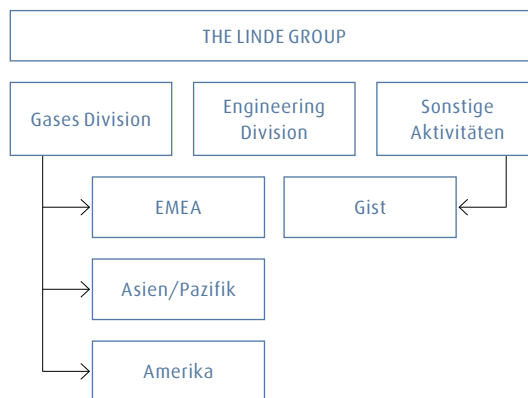 THE LINDE GROUP
Gases Division
Engineering
Division
Sonstige
Aktivitäten
EMEA
Gist
Asien/Pazifik
Amerika